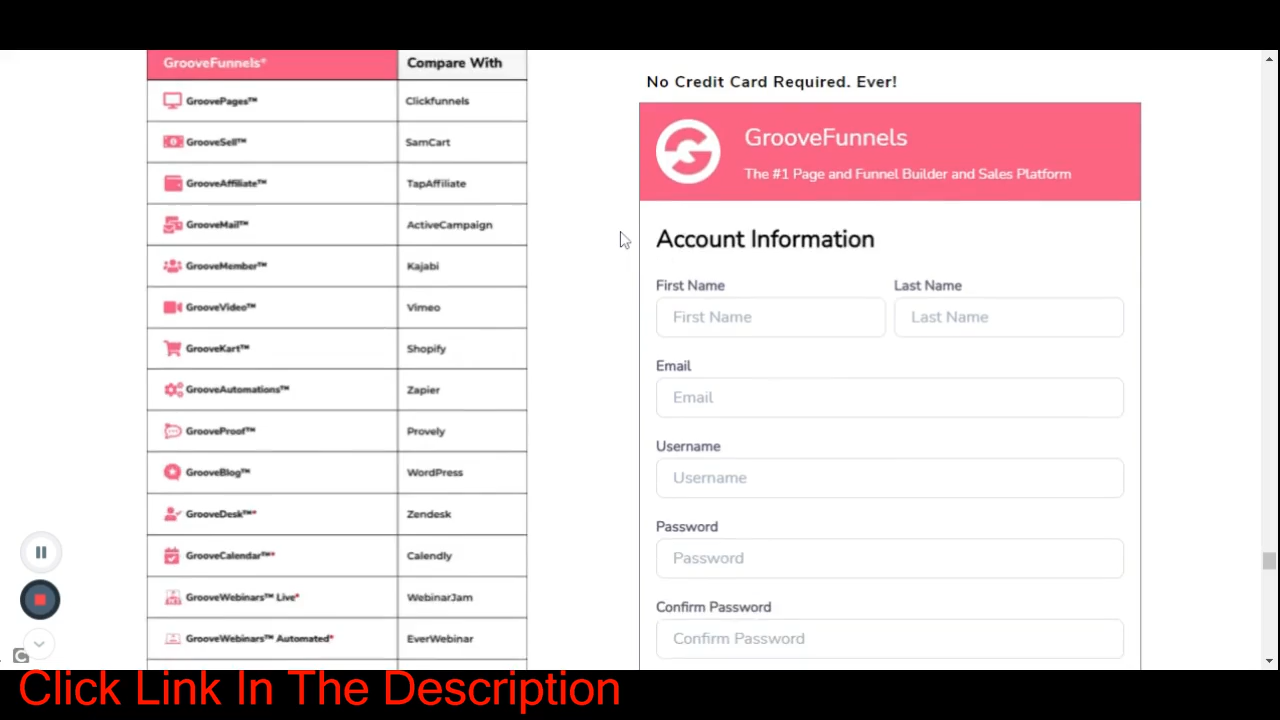 GrooveFunnels* Compare With
GroovePages™ Clickfunnels
GrooveSell™ SamCart
GrooveAffiliate™ TapAffiliate
GrooveMail™ ActiveCampaign
GrooveMember™ Kajabi
GrooveVideo™ Vimeo
GrooveKart™ Shopify
GrooveAutomations™ Zapier
GrooveProof™ Provely
GrooveBlog™ WordPress
GrooveDesk™* Zendesk
GrooveCalendar™* Calendly
GrooveWebinars™ Live* WebinarJam
GrooveWebinars™ Automated* EverWebinar
No Credit Card Required. Ever!
GrooveFunnels
The #1 Page and Funnel Builder and Sales Platform
Account Information
First Name Last Name
First Name Last Name
Email
Email
Username
Username
Password
Password
Confirm Password
Confirm Password
Click Link In The Description